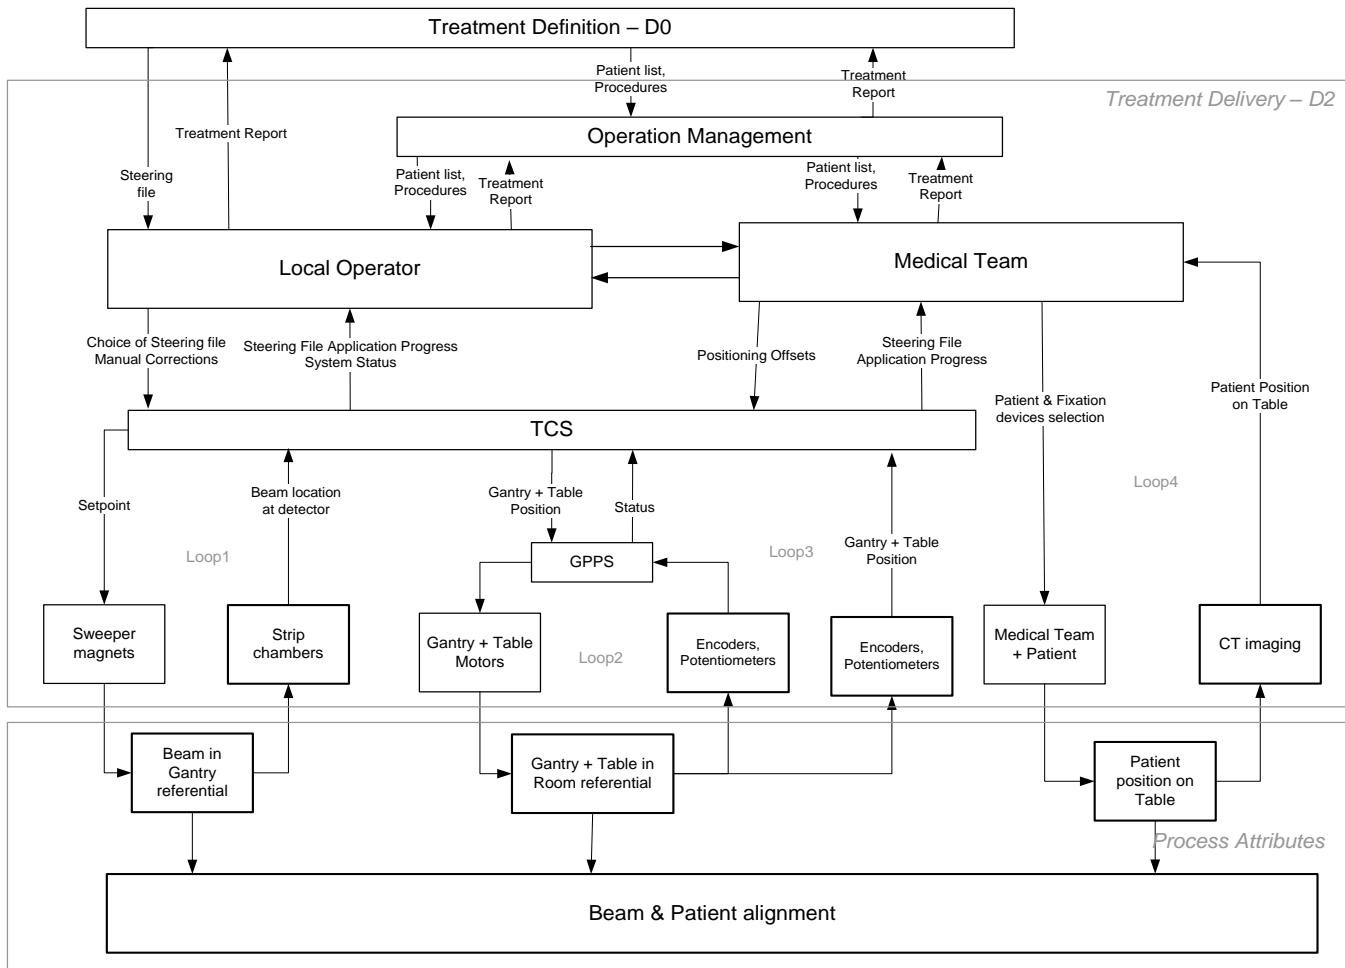 Treatment Definition – D0
Patient list,
Procedures
Treatment
Report
Treatment Delivery – D2
Treatment Report
Operation Management
Steering
file
Patient list,
Procedures
Treatment
Report
Patient list,
Procedures
Treatment
Report
Local Operator
Medical Team
Choice of Steering file
Manual Corrections
Steering File Application Progress
System Status
Positioning Offsets
Steering File
Application Progress
Patient & Fixation
devices selection
Patient Position
on Table
TCS
Setpoint
Beam location
at detector
Gantry + Table
Position
Status
Gantry + Table
Position
Loop4
Loop1
Loop3
GPPS
Sweeper
magnets
Strip
chambers
Gantry + Table
Motors
Loop2
Encoders,
Potentiometers
Encoders,
Potentiometers
Medical Team
+ Patient
CT imaging
Beam in
Gantry
referential
Gantry + Table in
Room referential
Patient
position on
Table
Process Attributes
Beam & Patient alignment